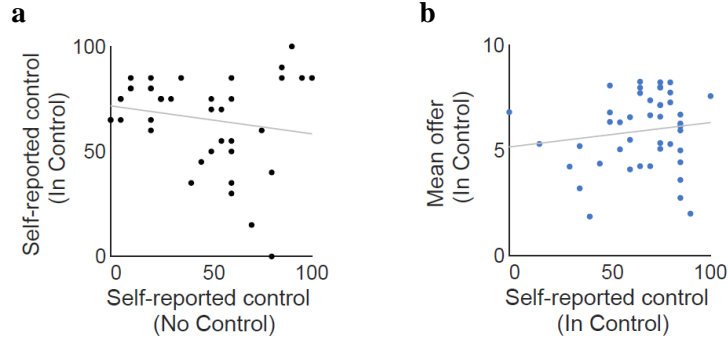 a
100
50
0
0
50
100
Self-reported control
(In Control)
Self-reported control
(No Control)
b
10
5
0
0
50
100
Mean offer
(In Control)
Self-reported control
(In Control)